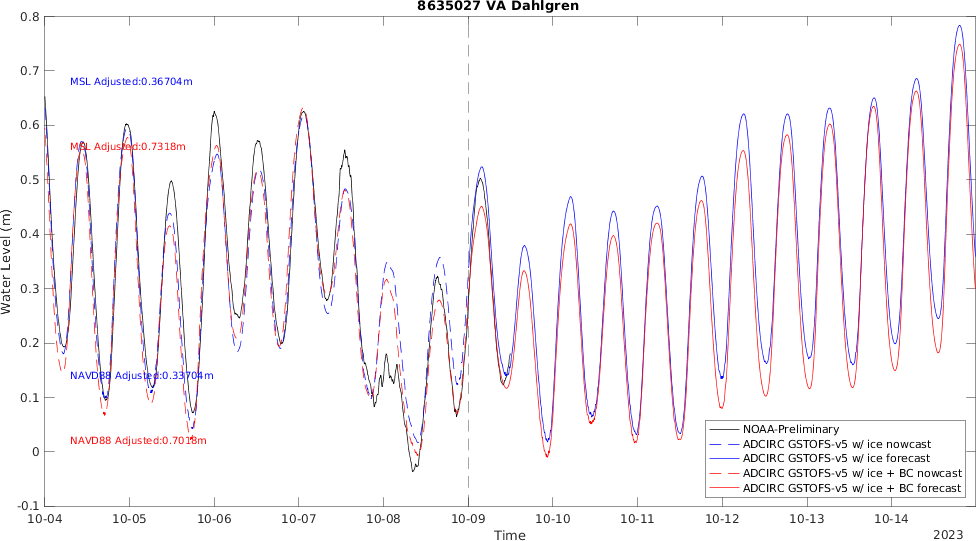 8635027 VA Dahlgren
Water Level (m)
0.8
0.7
0.6
0.5
0.4
0.3
0.2
0.1
0
-0.1
MSL Adjusted:0.36704m
MSL Adjusted:0.7318m
NAVD88 Adjusted:0.33704m
NAVD88 Adjusted:0.7018m
NOAA-Preliminary
ADCIRC GSTOFS-v5 w/ ice nowcast
ADCIRC GSTOFS-v5 w/ ice forecast
ADCIRC GSTOFS-v5 w/ ice + BC nowcast
ADCIRC GSTOFS-v5 w/ ice + BC forecast
10-04 10-05 10-06 10-07 10-08 10-09 10-10 10-11 10-12 10-13 10-14
Time
2023